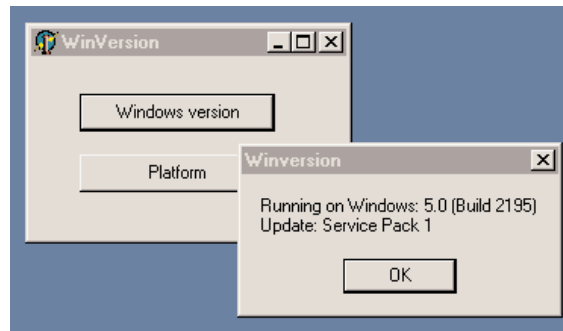 WinVersion
Windows version
Platform
Winversion
Running on Windows: 5.0 (Build 2195)
Update: Service Pack 1
OK